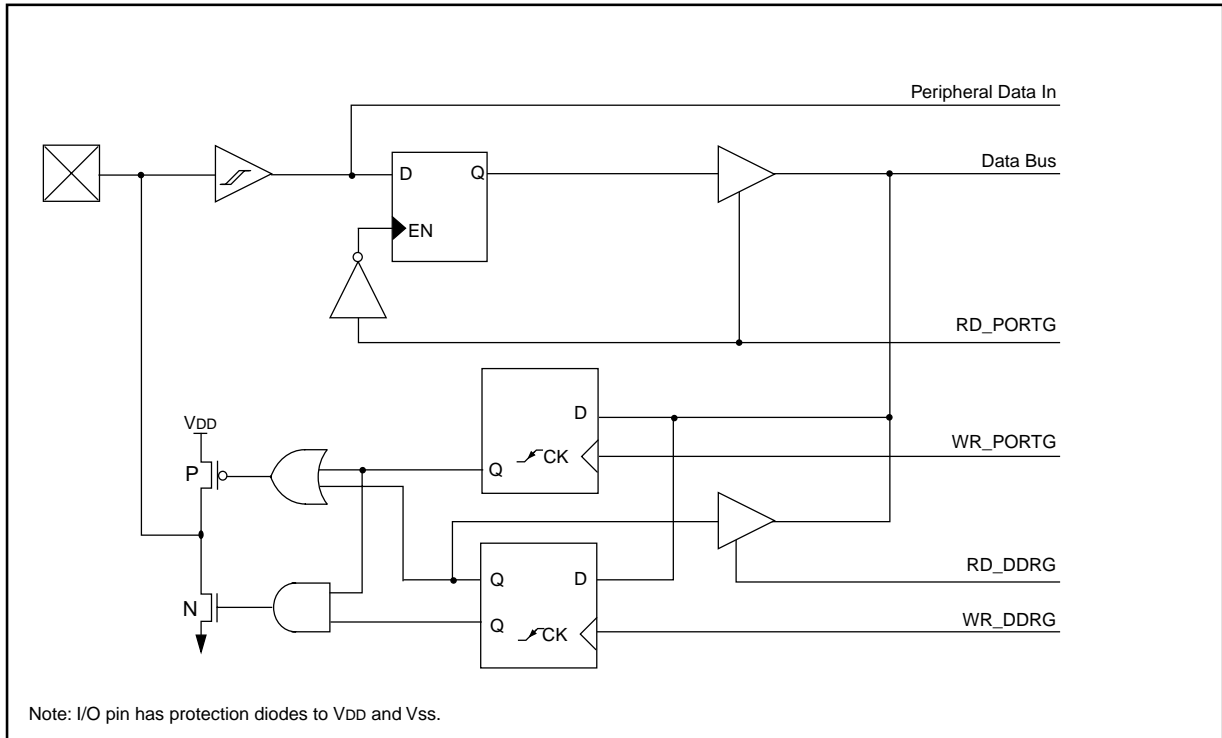 Peripheral Data In
Data Bus
D
Q
EN
RD_PORTG
D
WR_PORTG
Q
CK
VDD
P
RD_DDRG
Q
D
N
Q
CK
WR_DDRG
Note: I/O pin has protection diodes to VDD and Vss.